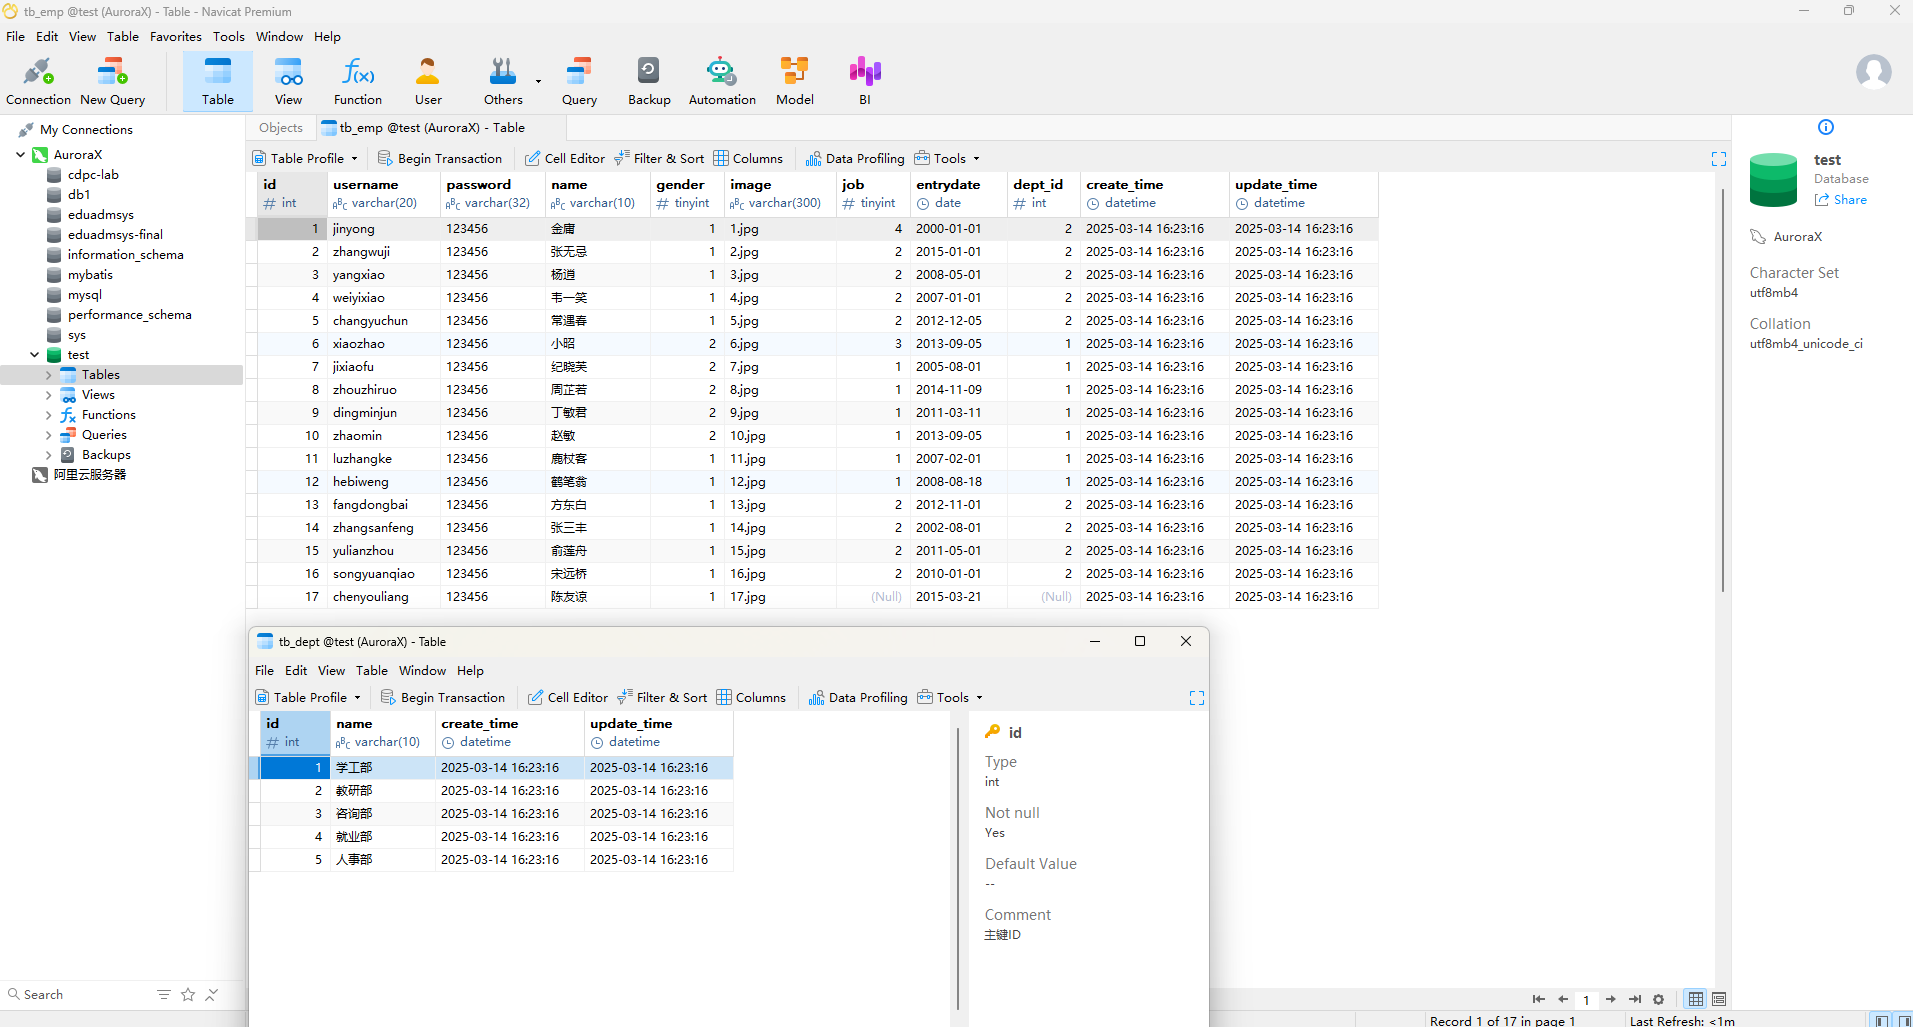 tb_emp @test (AuroraX) - Table - Navicat Premium
File Edit View Table Favorites Tools Window Help
Connection New Query Table View Function User Others Query Backup Automation Model BI
My Connections
AuroraX
cdpc-lab
db1
eduadmsys
eduadmsys-final
information_schema
mybatis
mysql
performance_schema
sys
test
Tables
Views
Functions
Queries
Backups
阿里云服务器
Search
Objects tb_emp @test (AuroraX) - Table
Table Profile Begin Transaction Cell Editor Filter & Sort Columns Data Profiling Tools
id username password name gender image job entrydate dept_id create_time update_time
# int ABC varchar(20) ABC varchar(32) ABC varchar(10) # tinyint ABC varchar(300) # tinyint date # int datetime datetime
1 jinyong 123456 金庸 1 1.jpg 4 2000-01-01 2 2025-03-14 16:23:16 2025-03-14 16:23:16
2 zhangwuji 123456 张无忌 1 2.jpg 2 2015-01-01 2 2025-03-14 16:23:16 2025-03-14 16:23:16
3 yangxiao 123456 杨逍 1 3.jpg 2 2008-05-01 2 2025-03-14 16:23:16 2025-03-14 16:23:16
4 weiyixiao 123456 韦一笑 1 4.jpg 2 2007-01-01 2 2025-03-14 16:23:16 2025-03-14 16:23:16
5 changyuchun 123456 常遇春 1 5.jpg 2 2012-12-05 2 2025-03-14 16:23:16 2025-03-14 16:23:16
6 xiaozhao 123456 小昭 2 6.jpg 3 2013-09-05 1 2025-03-14 16:23:16 2025-03-14 16:23:16
7 jixiaofu 123456 纪晓芙 2 7.jpg 1 2005-08-01 1 2025-03-14 16:23:16 2025-03-14 16:23:16
8 zhouzhiruo 123456 周芷若 2 8.jpg 1 2014-11-09 1 2025-03-14 16:23:16 2025-03-14 16:23:16
9 dingminjun 123456 丁敏君 2 9.jpg 1 2011-03-11 1 2025-03-14 16:23:16 2025-03-14 16:23:16
10 zhaomin 123456 赵敏 2 10.jpg 1 2013-09-05 1 2025-03-14 16:23:16 2025-03-14 16:23:16
11 luzhangke 123456 鹿杖客 1 11.jpg 1 2007-02-01 1 2025-03-14 16:23:16 2025-03-14 16:23:16
12 hebiweng 123456 鹤笔翁 1 12.jpg 1 2008-08-18 1 2025-03-14 16:23:16 2025-03-14 16:23:16
13 fangdongbai 123456 方东白 1 13.jpg 2 2012-11-01 2 2025-03-14 16:23:16 2025-03-14 16:23:16
14 zhangsanfeng 123456 张三丰 1 14.jpg 2 2002-08-01 2 2025-03-14 16:23:16 2025-03-14 16:23:16
15 yulianzhou 123456 俞莲舟 1 15.jpg 2 2011-05-01 2 2025-03-14 16:23:16 2025-03-14 16:23:16
16 songyuanqiao 123456 宋远桥 1 16.jpg 2 2010-01-01 2 2025-03-14 16:23:16 2025-03-14 16:23:16
17 chenyouliang 123456 陈友谅 1 17.jpg (Null) 2015-03-21 (Null) 2025-03-14 16:23:16 2025-03-14 16:23:16
test
Database
Share
AuroraX
Character Set
utf8mb4
Collation
utf8mb4_unicode_ci
tb_dept @test (AuroraX) - Table
File Edit View Table Window Help
Table Profile Begin Transaction Cell Editor Filter & Sort Columns Data Profiling Tools
id name create_time update_time
# int ABC varchar(10) datetime datetime
1 学工部 2025-03-14 16:23:16 2025-03-14 16:23:16
2 教研部 2025-03-14 16:23:16 2025-03-14 16:23:16
3 咨询部 2025-03-14 16:23:16 2025-03-14 16:23:16
4 就业部 2025-03-14 16:23:16 2025-03-14 16:23:16
5 人事部 2025-03-14 16:23:16 2025-03-14 16:23:16
id
Type
int
Not null
Yes
Default Value
--
Comment
主键ID
1
Record 1 of 17 in page 1 Last Refresh: <1m